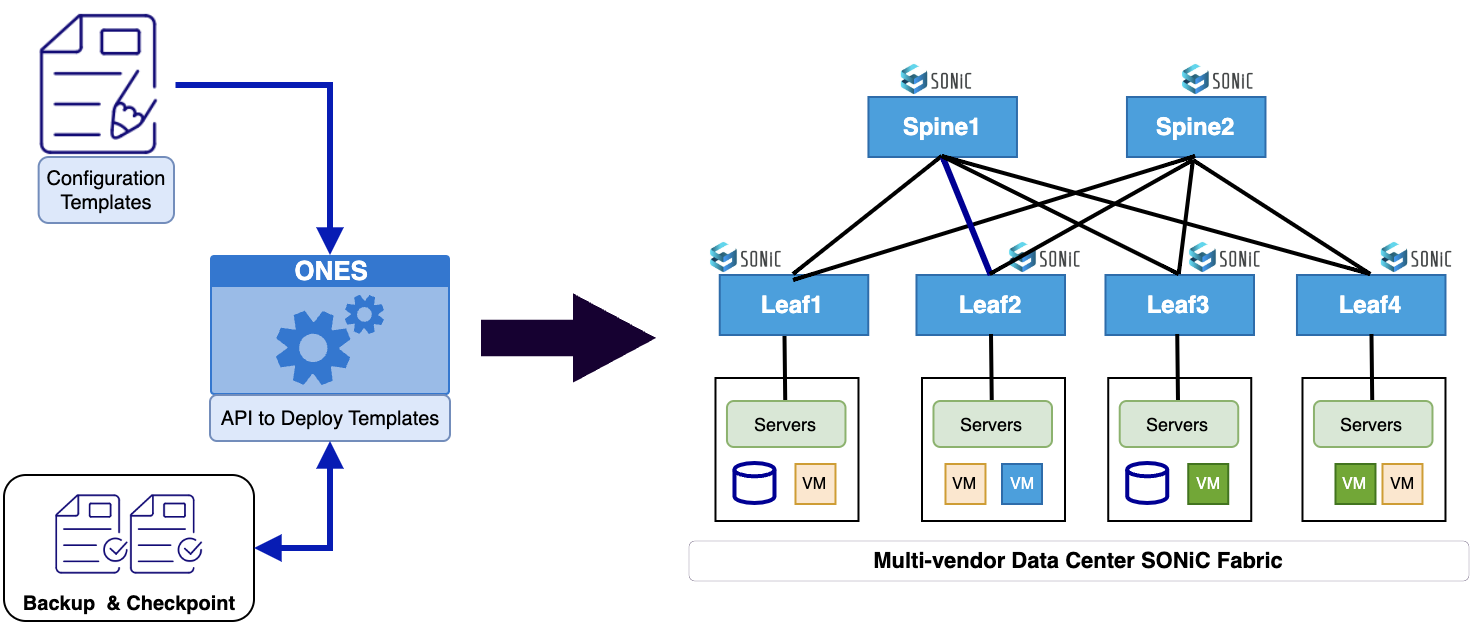 Configuration
Templates
ONES
API to Deploy Templates
Backup & Checkpoint
SONiC
SONiC
Spine1
Spine2
SONiC
SONiC
SONiC
SONiC
Leaf1
Leaf2
Leaf3
Leaf4
Servers
Servers
Servers
Servers
VM
VM
VM
VM
VM
VM
Multi-vendor Data Center SONiC Fabric